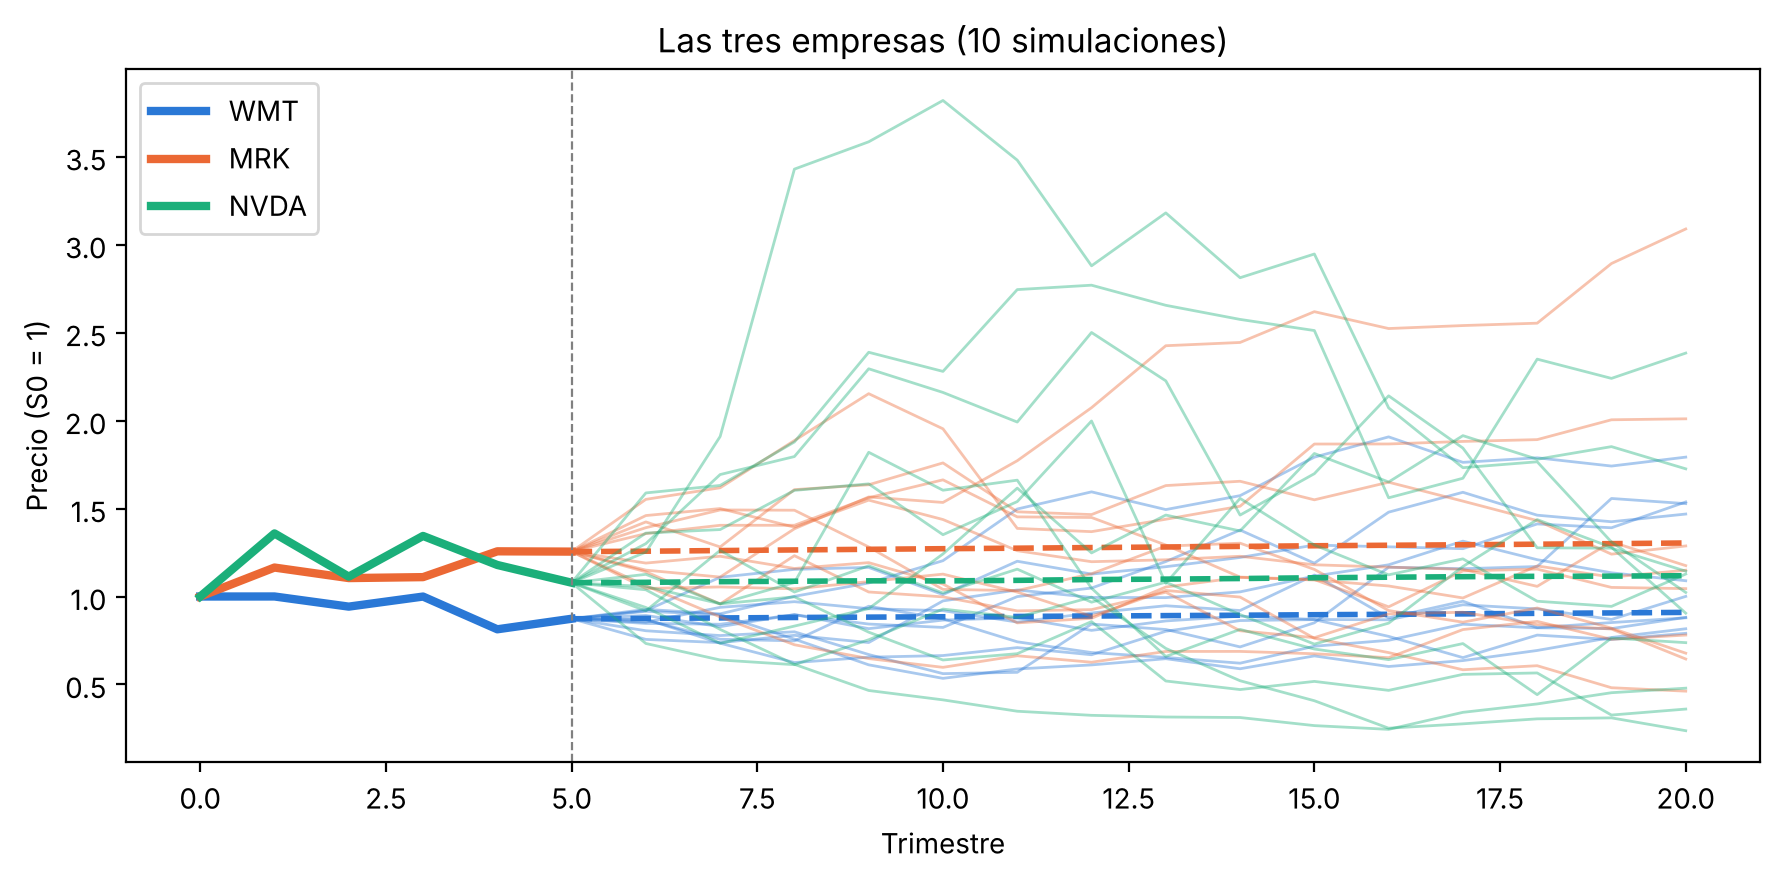 Las tres empresas (10 simulaciones)
WMT
MRK
NVDA
Precio (S0 = 1)
3.5
3.0
2.5
2.0
1.5
1.0
0.5
0.0 2.5 5.0 7.5 10.0 12.5 15.0 17.5 20.0
Trimestre